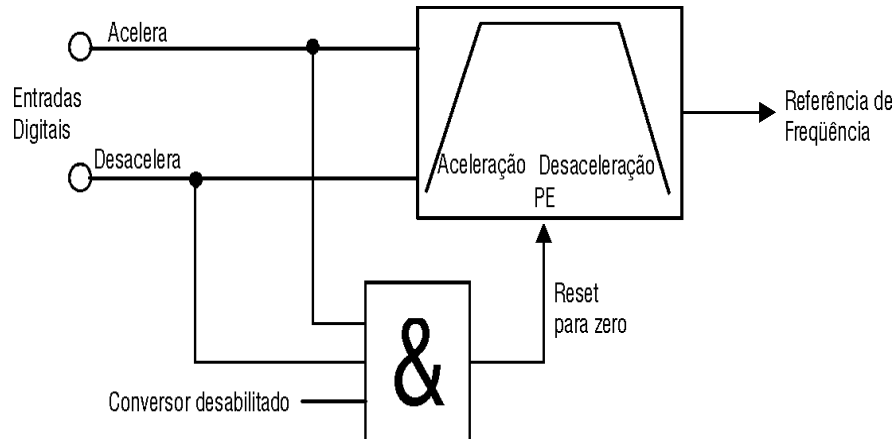 Acelera
Entradas
Digitais
Desacelera
Aceleração Desaceleração
PE
Referência de
Freqüência
Reset
para zero
&
Conversor desabilitado